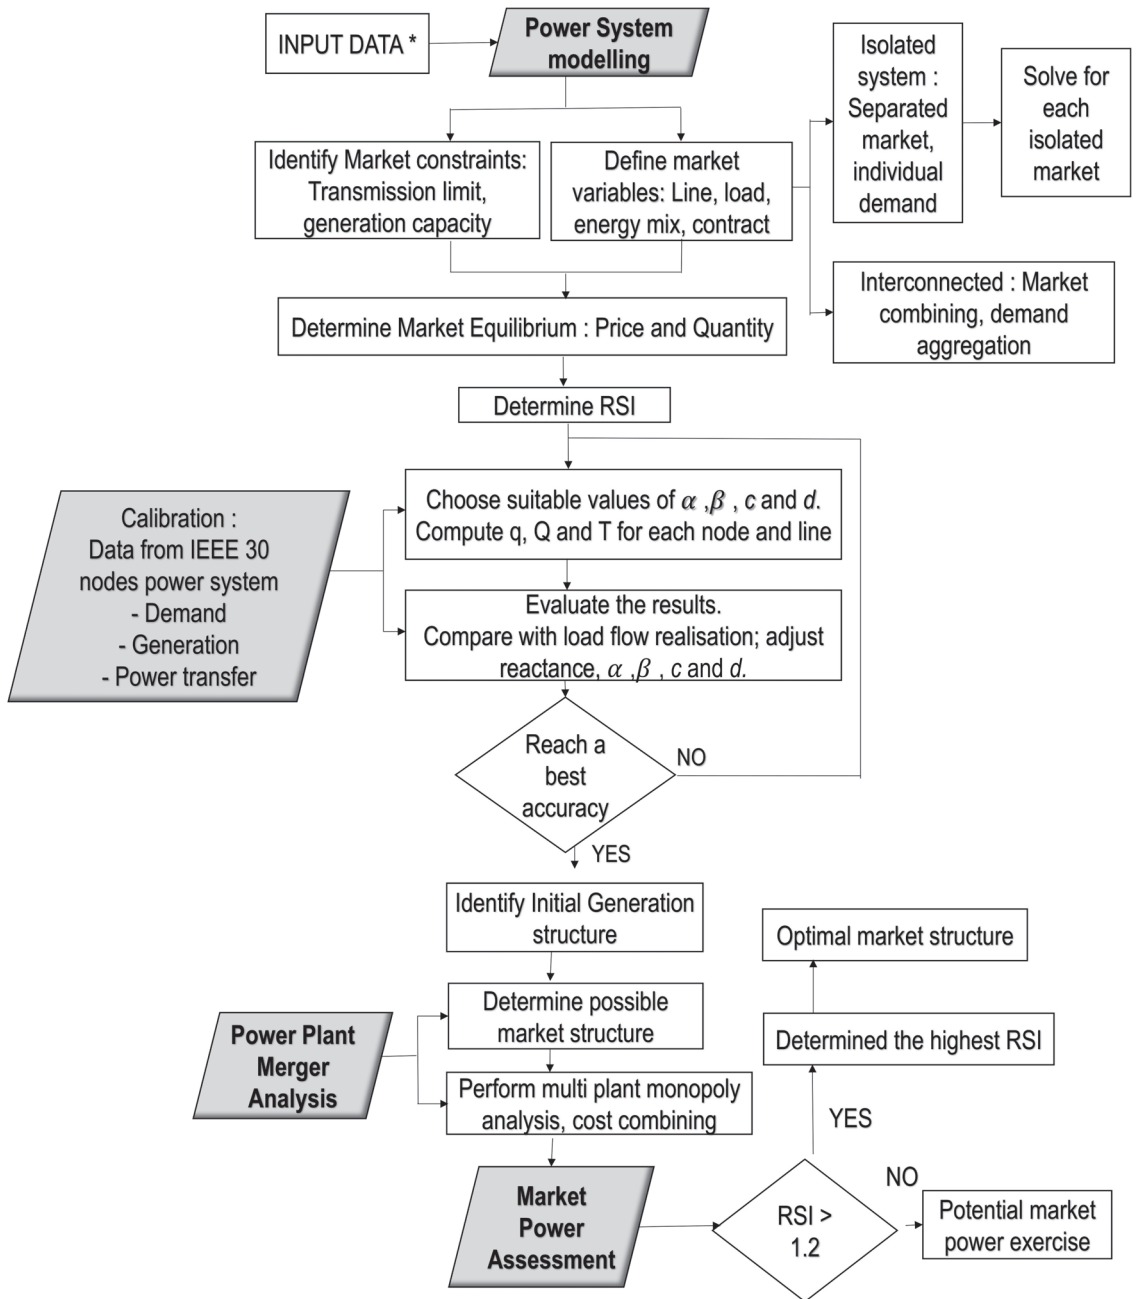 INPUT DATA *
Power System
modelling
Isolated
system :
Separated
market,
individual
demand
Solve for
each
isolated
market
Identify Market constraints:
Transmission limit,
generation capacity
Define market
variables: Line, load,
energy mix, contract
Interconnected : Market
combining, demand
aggregation
Determine Market Equilibrium : Price and Quantity
Determine RSI
Calibration :
Data from IEEE 30
nodes power system
- Demand
- Generation
- Power transfer
Choose suitable values of α ,β , c and d.
Compute q, Q and T for each node and line
Evaluate the results.
Compare with load flow realisation; adjust
reactance, α ,β , c and d.
Reach a
best
accuracy
NO
YES
Identify Initial Generation
structure
Determine possible
market structure
Power Plant
Merger
Analysis
Perform multi plant monopoly
analysis, cost combining
Market
Power
Assessment
Optimal market structure
Determined the highest RSI
YES
RSI >
1.2
NO
Potential market
power exercise